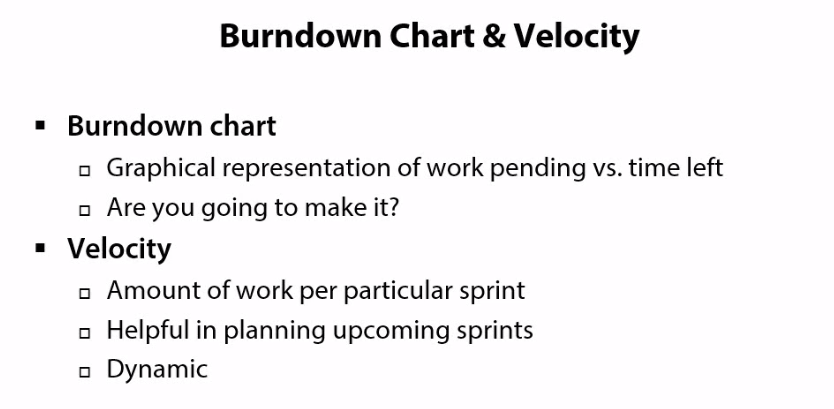 Burndown Chart & Velocity
▪ Burndown chart
▫ Graphical representation of work pending vs. time left
▫ Are you going to make it?
▪ Velocity
▫ Amount of work per particular sprint
▫ Helpful in planning upcoming sprints
▫ Dynamic